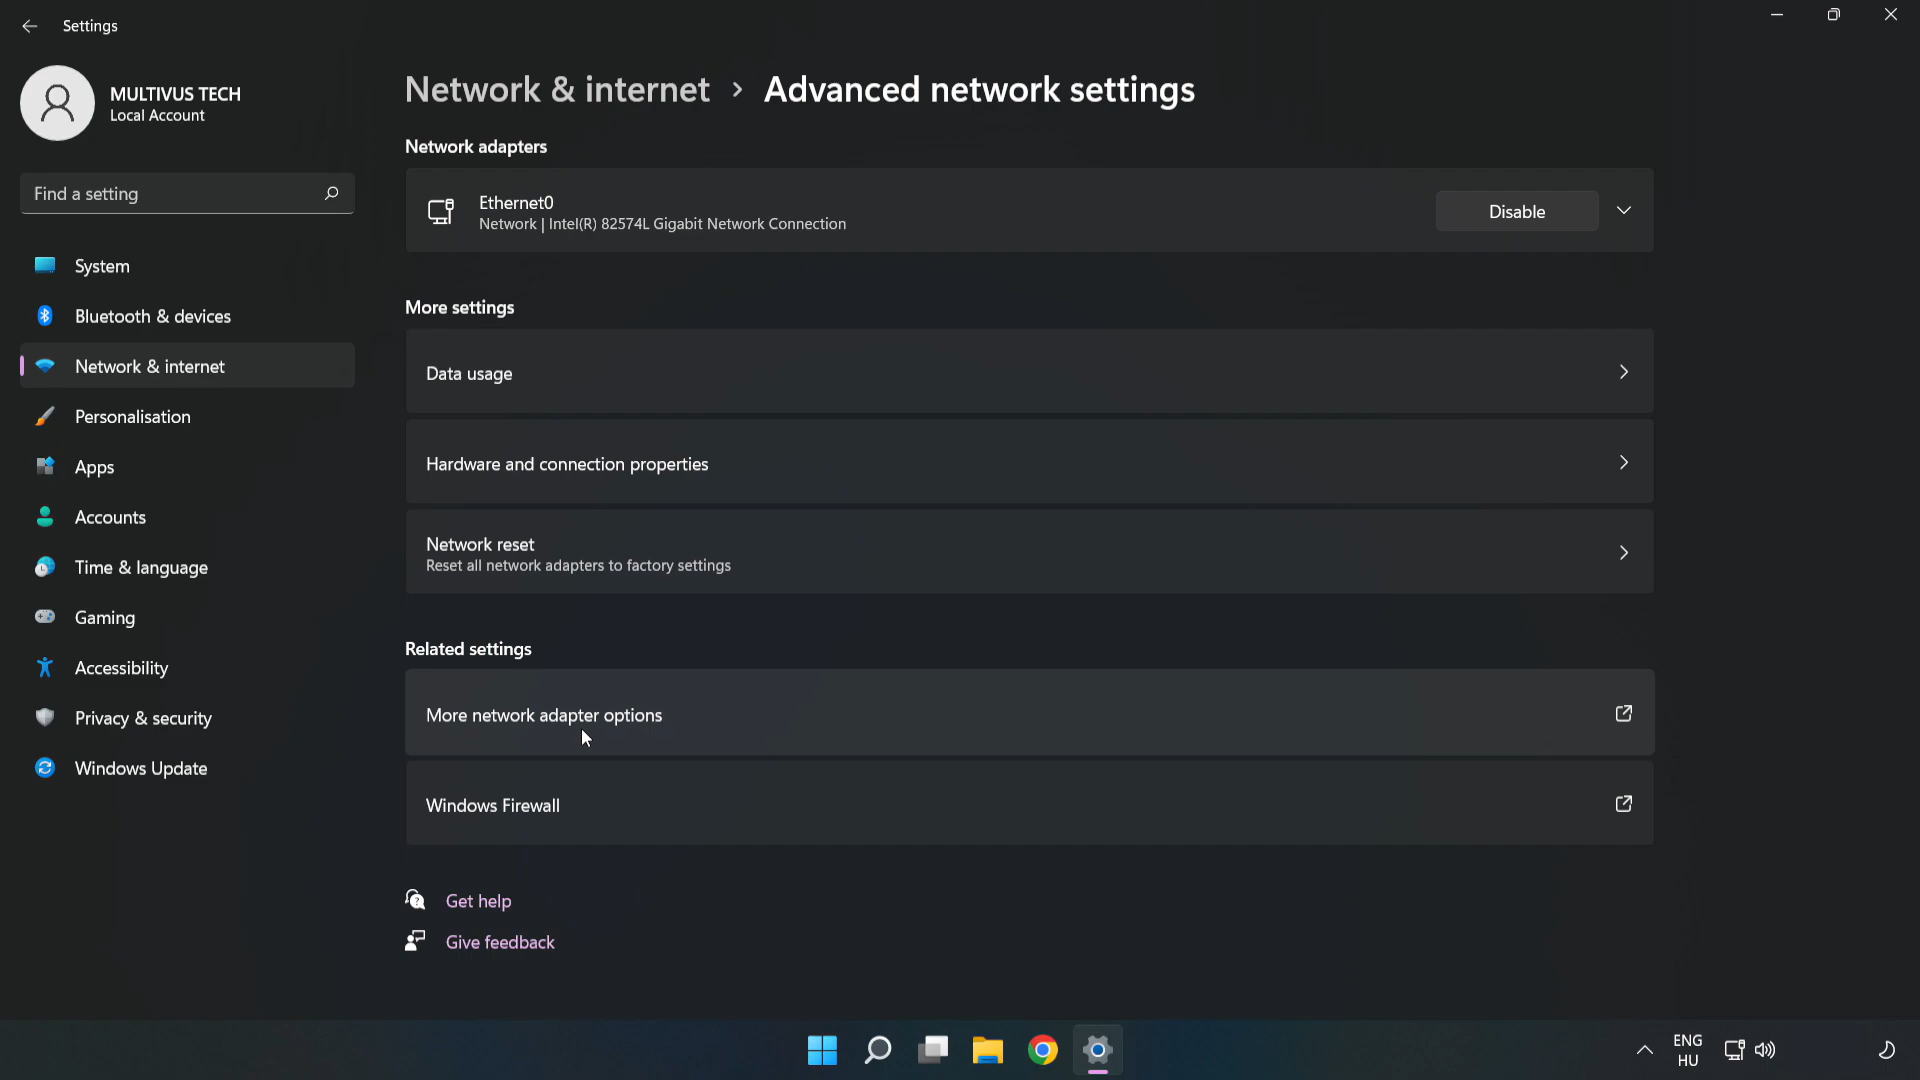 Settings
MULTIVUS TECH
Local Account
Find a setting
System
Bluetooth & devices
Network & internet
Personalisation
Apps
Accounts
Time & language
Gaming
Accessibility
Privacy & security
Windows Update
Network & internet > Advanced network settings
Network adapters
Ethernet0
Network | Intel(R) 82574L Gigabit Network Connection
Disable
More settings
Data usage
Hardware and connection properties
Network reset
Reset all network adapters to factory settings
Related settings
More network adapter options
Windows Firewall
Get help
Give feedback
ENG
HU